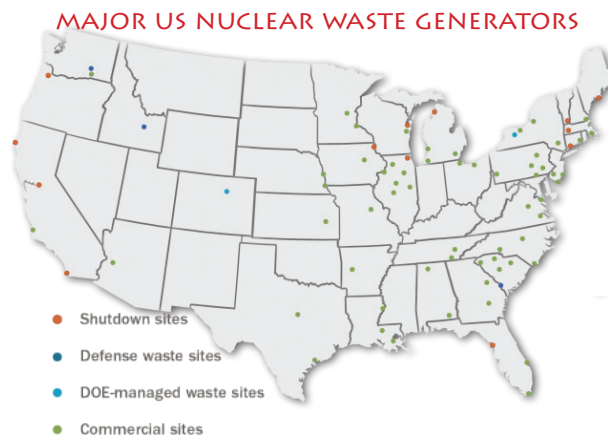 MAJOR US NUCLEAR WASTE GENERATORS
Shutdown sites
Defense waste sites
DOE-managed waste sites
Commercial sites